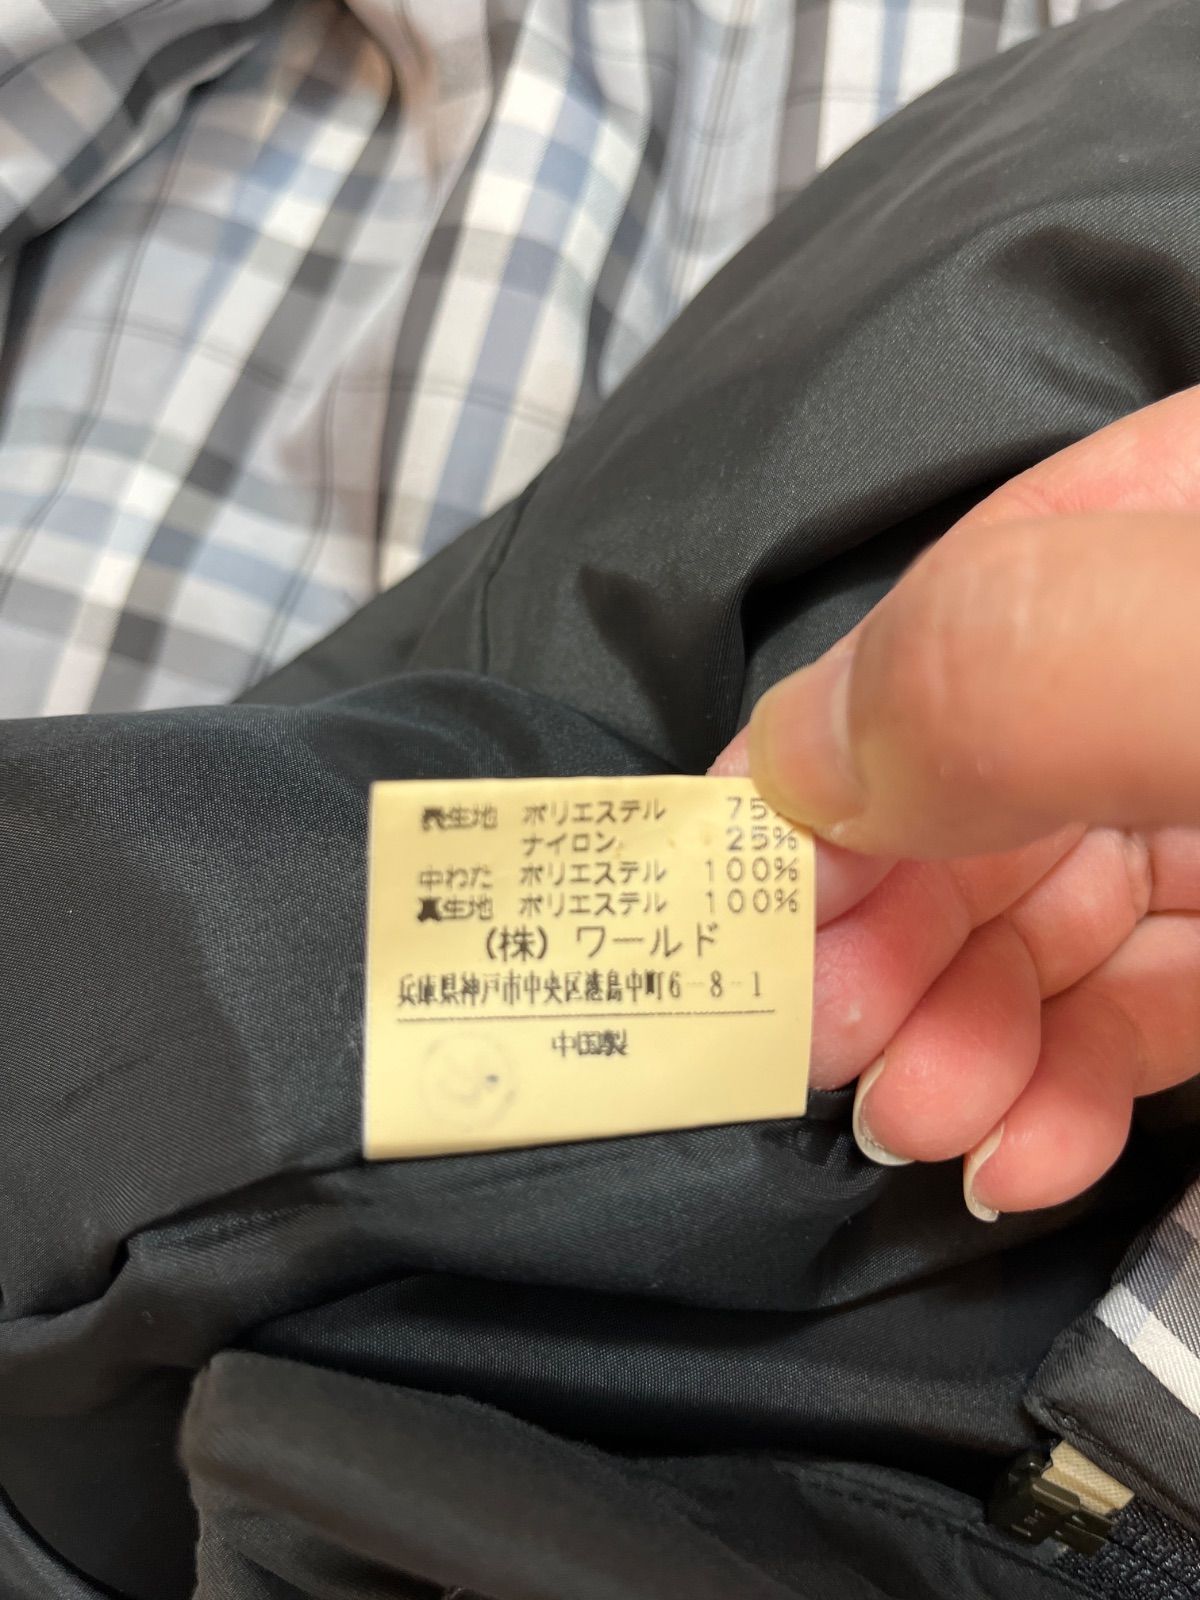 表生地 ポリエステル 75%
ナイロン 25%
中わた ポリエステル 100%
裏生地 ポリエステル 100%
(株) ワールド
兵庫県神戸市中央区港島中町6-8-1
中国製